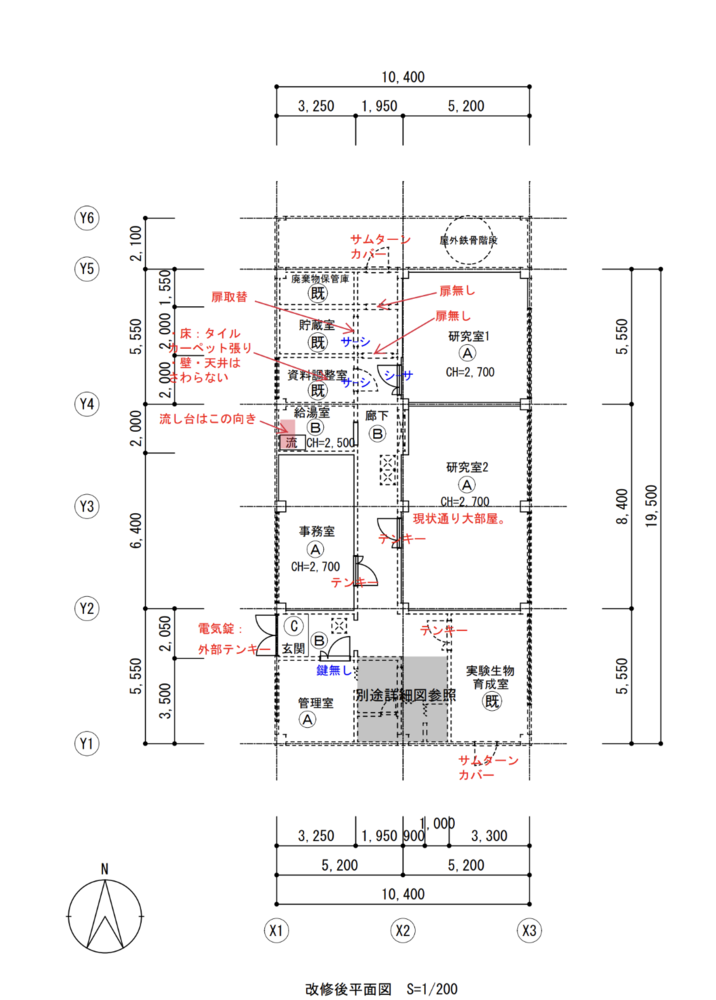 10,400
3,250
1,950
5,200
Y6
2,100
サムターン
カバー
屋外鉄骨階段
Y5
1,550
廃棄物保管庫
既
扉取替
扉無し
扉無し
5,550
2,000
貯蔵室
既
サーシ
研究室1
A
CH=2,700
5,550
・床：タイル
カーペット張り
・壁・天井は
さわらない
2,000
資料調整室
既
サーシ
シーサ
Y4
給湯室
B
流し台はこの向き
流
CH=2,500
廊下
B
2,000
研究室2
A
CH=2,700
現状通り大部屋。
Y3
6,400
8,400
19,500
事務室
A
CH=2,700
テンキー
テンキー
Y2
電気錠：
外部テンキー
C
玄関
B
テンキー
2,050
鍵無し
5,550
3,500
管理室
A
別途詳細図参照
実験生物
育成室
既
5,550
Y1
サムターン
カバー
1,000
3,250
1,950
900
3,300
5,200
5,200
10,400
N
X1
X2
X3
改修後平面図 S=1/200